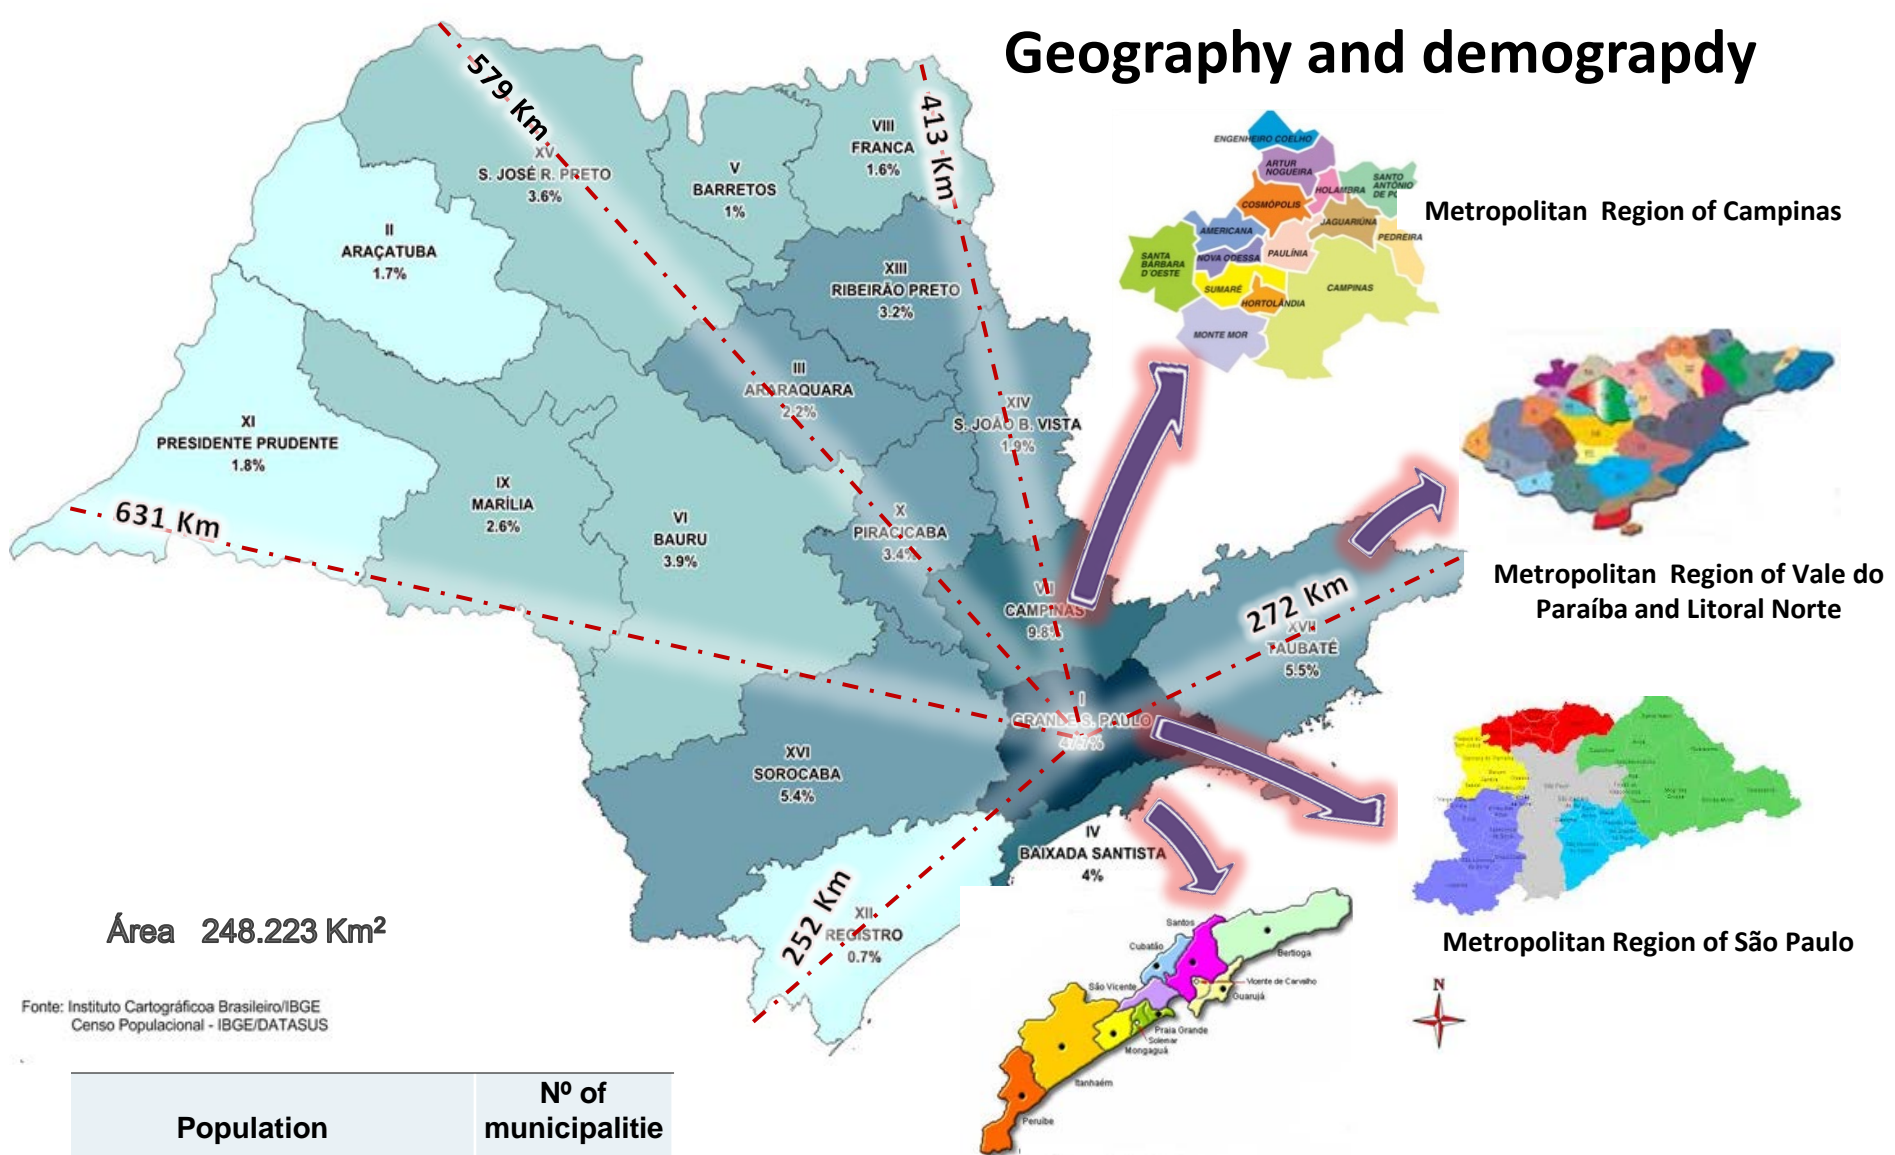 Geography and demograpdy
579 Km
413 Km
631 Km
272 Km
252 Km
XV
S. JOSÉ R. PRETO
3.6%
V
BARRETOS
1%
VIII
FRANCA
1.6%
II
ARAÇATUBA
1.7%
XIII
RIBEIRÃO PRETO
3.2%
III
ARARAQUARA
2.2%
XIV
S. JOÃO B. VISTA
1.9%
XI
PRESIDENTE PRUDENTE
1.8%
IX
MARÍLIA
2.6%
VI
BAURU
3.9%
X
PIRACICABA
3.4%
VII
CAMPINAS
9.8%
XVII
TAUBATÉ
5.5%
I
GRANDE S. PAULO
47.7%
XVI
SOROCABA
5.4%
IV
BAIXADA SANTISTA
4%
XII
REGISTRO
0.7%
ENGENHEIRO COELHO
ARTUR
NOGUEIRA
HOLAMBRA
SANTO
ANTÔNIO
DE PO
COSMÓPOLIS
JAGUARIÚNA
AMERICANA
PEDREIRA
NOVA ODESSA
PAULÍNIA
SANTA
BÁRBARA
D'OESTE
SUMARÉ
HORTOLÂNDIA
CAMPINAS
MONTE MOR
Metropolitan Region of Campinas
Metropolitan Region of Vale do
Paraíba and Litoral Norte
Metropolitan Region of São Paulo
Santos
Cubatão
Bertioga
São Vicente
Vicente de Carvalho
Guarujá
Praia Grande
Solemar
Mongaguá
Itanhaém
Peruíbe
N
Área 248.223 Km²
Fonte: Instituto Cartográficoa Brasileiro/IBGE
Censo Populacional - IBGE/DATASUS
Population
Nº of
municipalitie